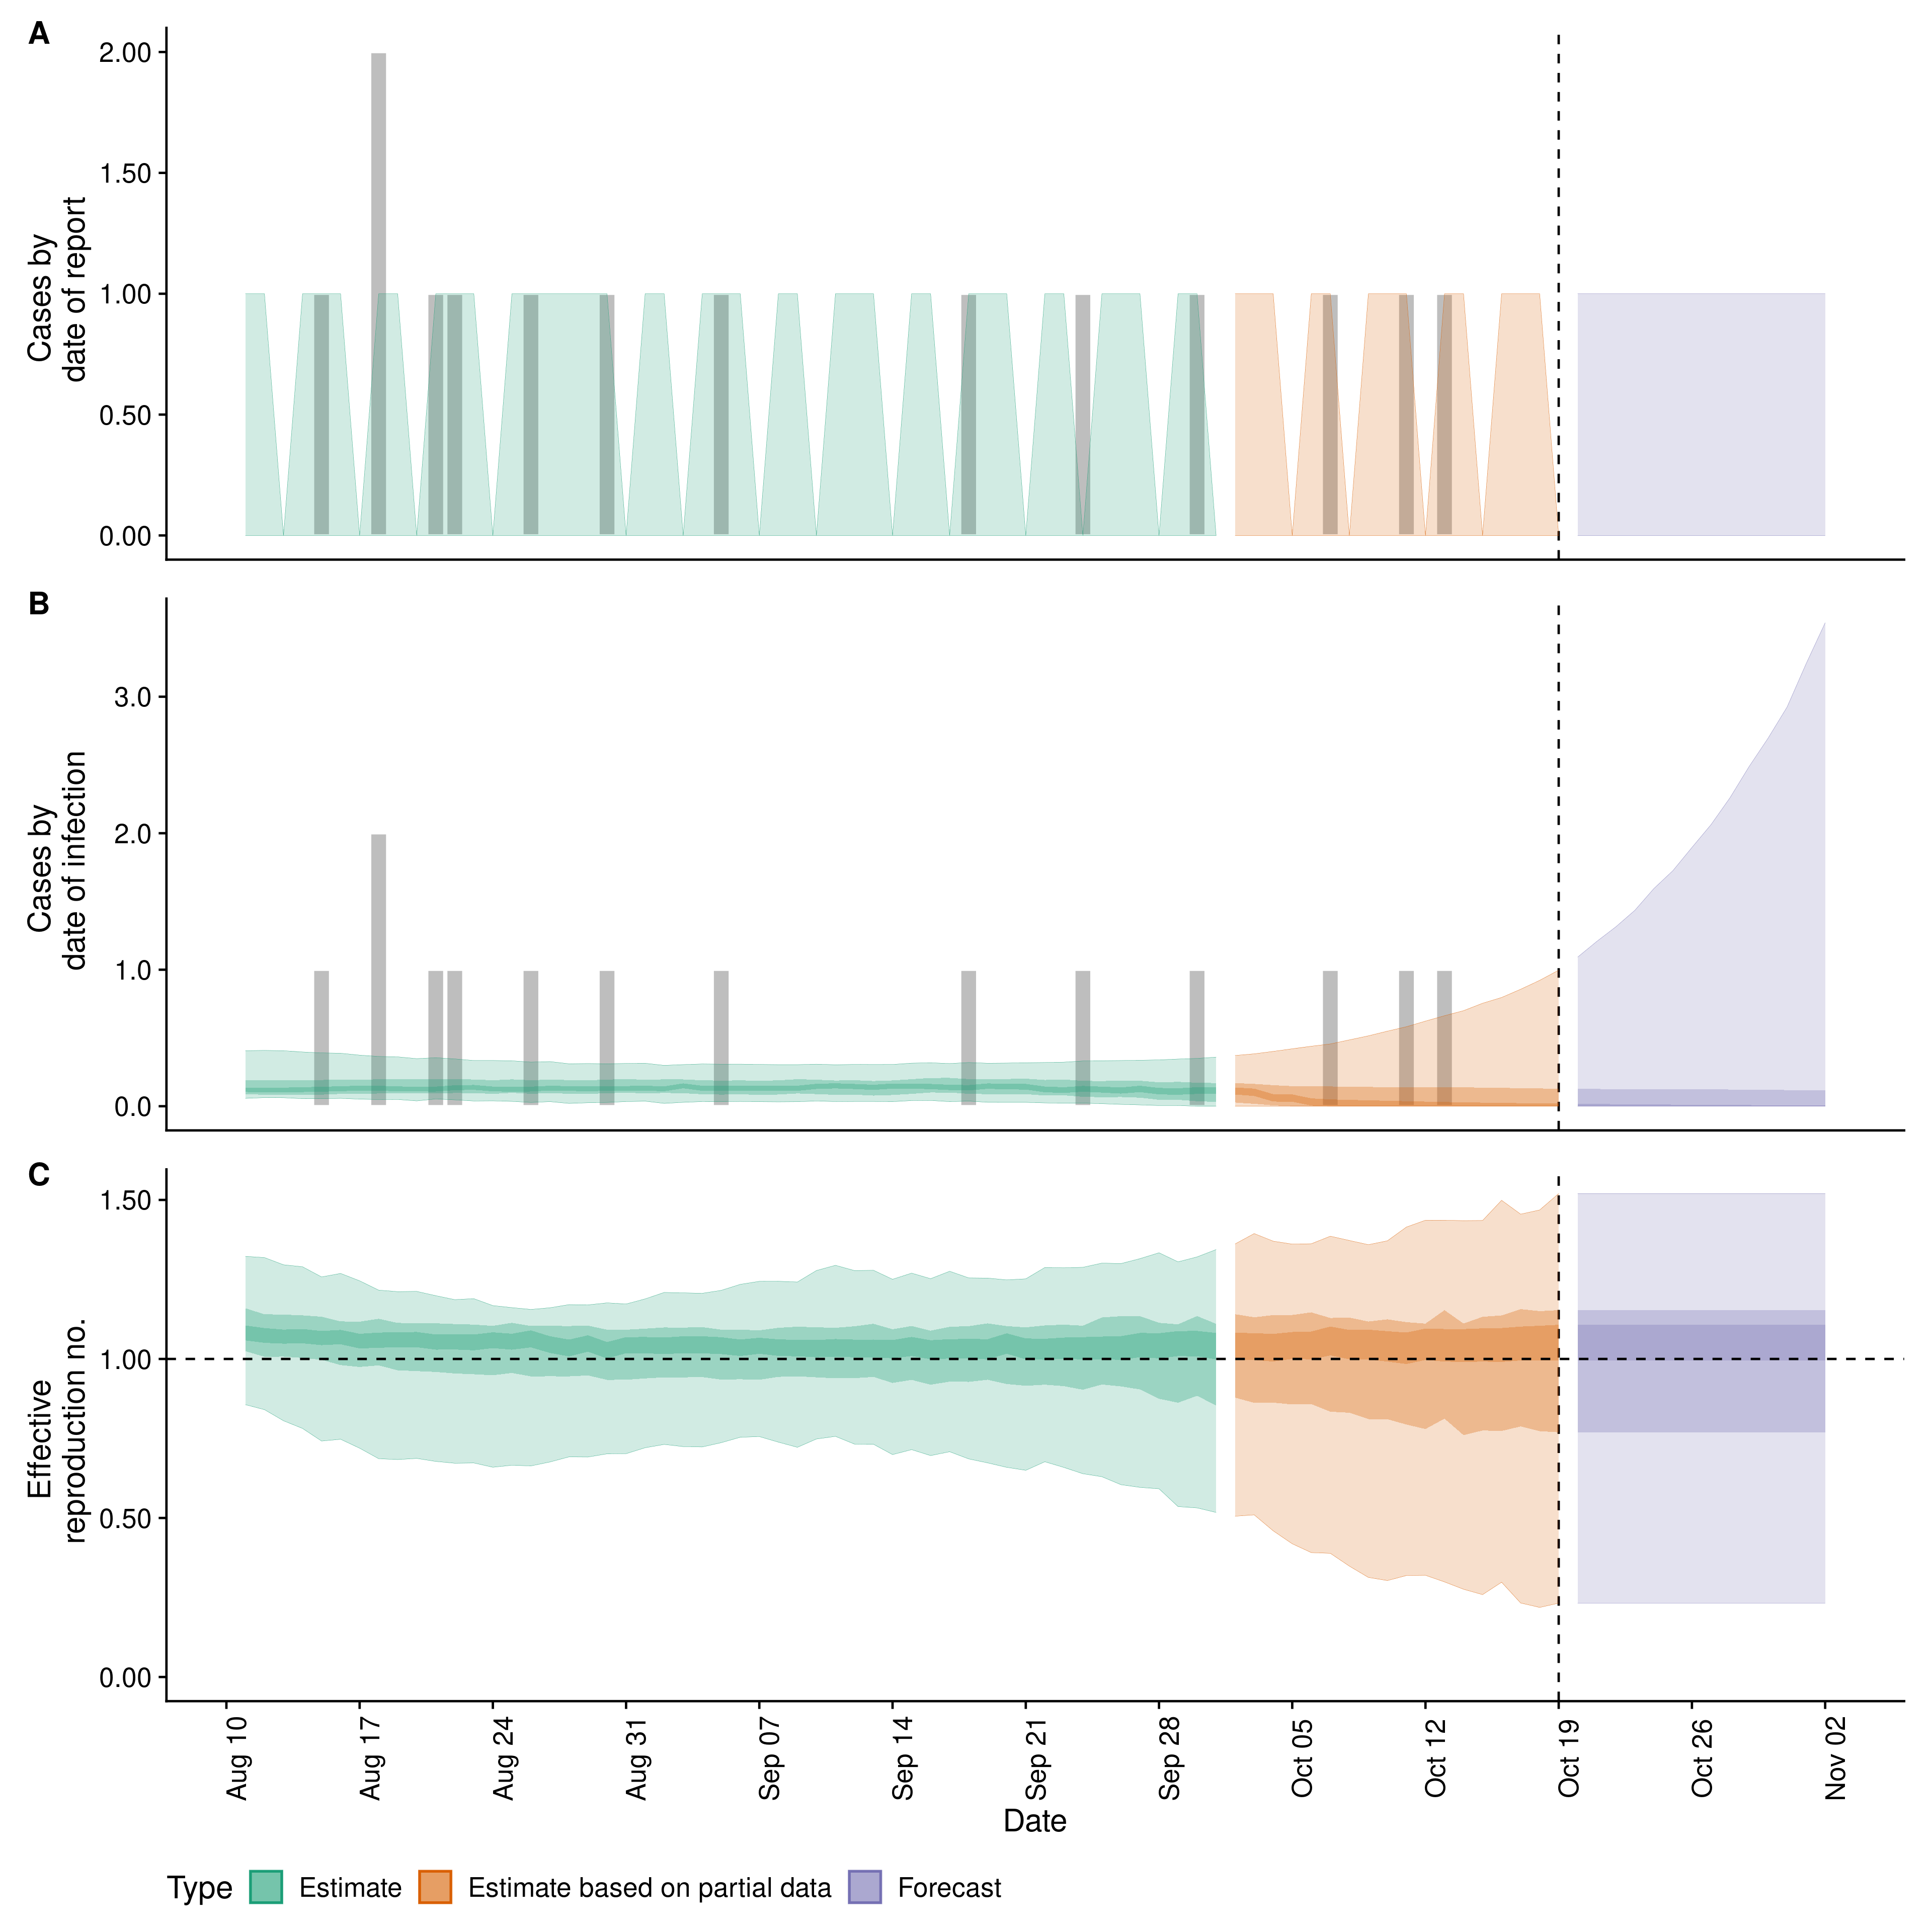 A
Cases by
date of report
2.00
1.50
1.00
0.50
0.00
B
Cases by
date of infection
3.0
2.0
1.0
0.0
C
Effective
reproduction no.
1.50
1.00
0.50
0.00
Aug 10
Aug 17
Aug 24
Aug 31
Sep 07
Sep 14
Sep 21
Sep 28
Oct 05
Oct 12
Oct 19
Oct 26
Nov 02
Date
Type Estimate Estimate based on partial data Forecast